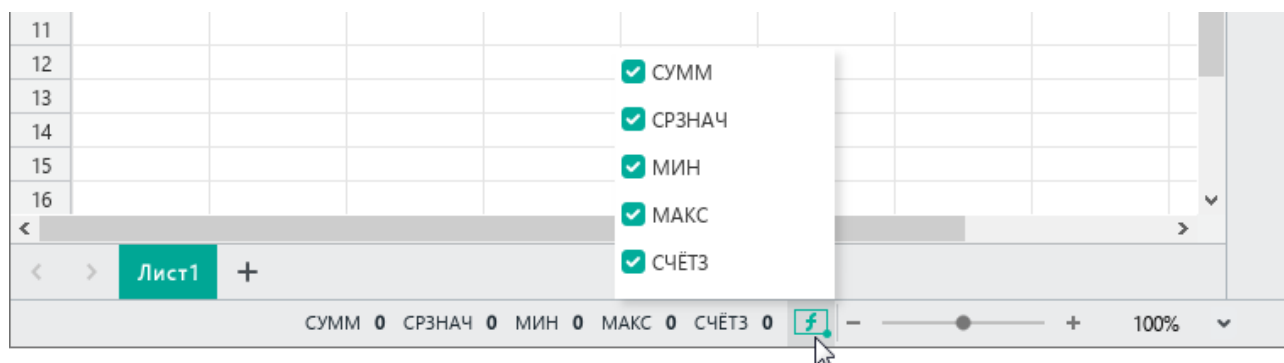 11
12
13
14
15
16
СУММ
СРЗНАЧ
МИН
МАКС
СЧЁТЗ
Лист1
СУММ 0 СРЗНАЧ 0 МИН 0 МАКС 0 СЧЁТЗ 0 100%